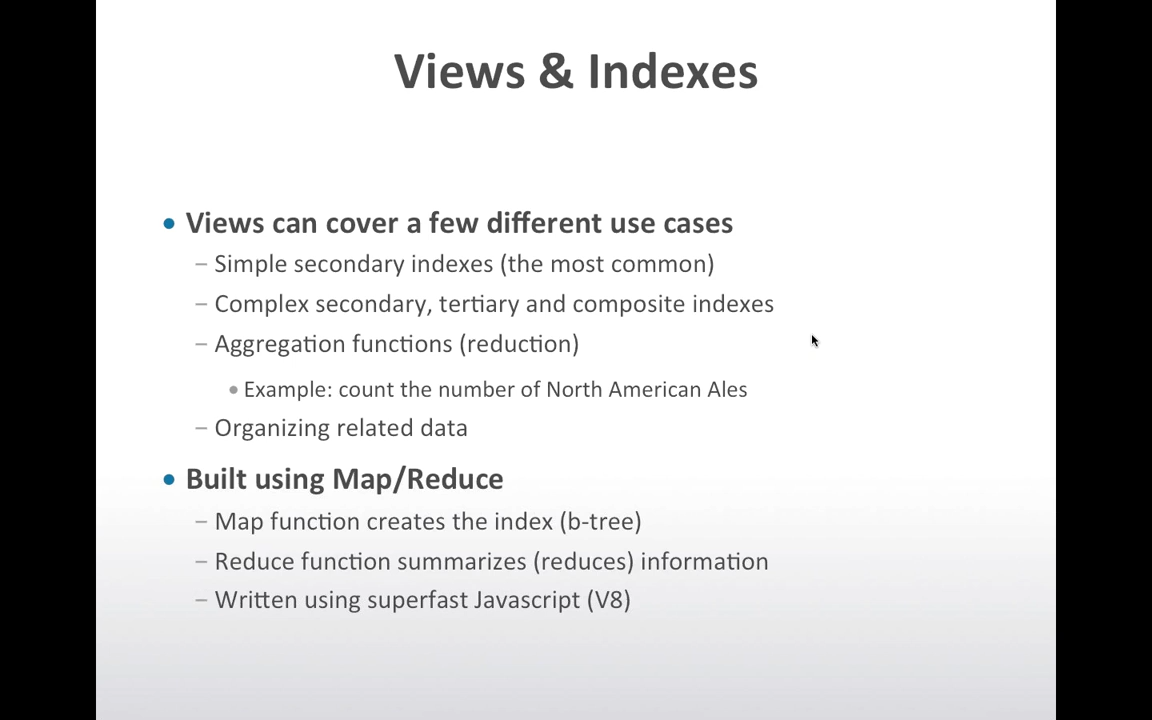 Views & Indexes
• Views can cover a few different use cases
– Simple secondary indexes (the most common)
– Complex secondary, tertiary and composite indexes
– Aggregation functions (reduction)
• Example: count the number of North American Ales
– Organizing related data
• Built using Map/Reduce
– Map function creates the index (b-tree)
– Reduce function summarizes (reduces) information
– Written using superfast Javascript (V8)